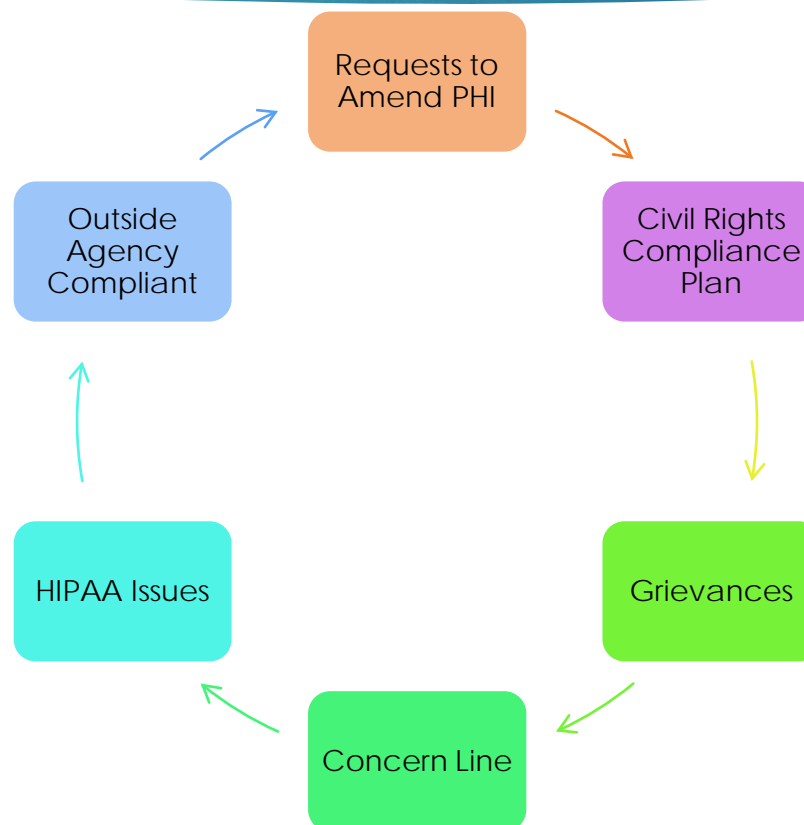 Requests to
Amend PHI
Civil Rights
Compliance
Plan
Grievances
Concern Line
HIPAA Issues
Outside
Agency
Compliant